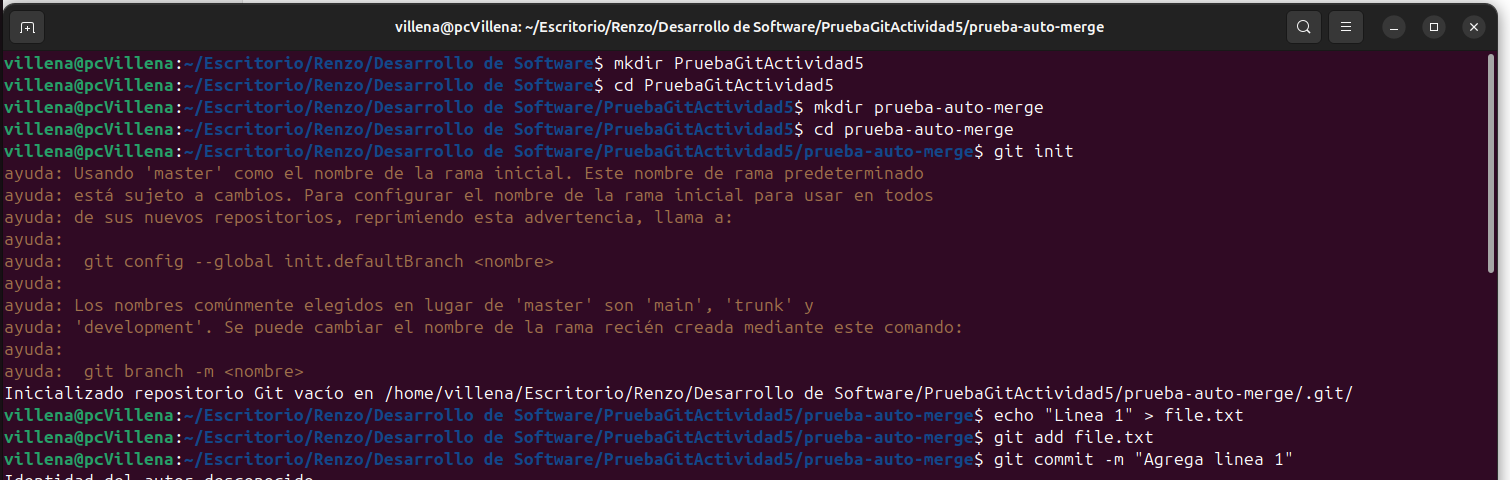 villena@pcVillena: ~/Escritorio/Renzo/Desarrollo de Software/PruebaGitActividad5/prueba-auto-merge
villena@pcVillena:~/Escritorio/Renzo/Desarrollo de Software$ mkdir PruebaGitActividad5
villena@pcVillena:~/Escritorio/Renzo/Desarrollo de Software$ cd PruebaGitActividad5
villena@pcVillena:~/Escritorio/Renzo/Desarrollo de Software/PruebaGitActividad5$ mkdir prueba-auto-merge
villena@pcVillena:~/Escritorio/Renzo/Desarrollo de Software/PruebaGitActividad5$ cd prueba-auto-merge
villena@pcVillena:~/Escritorio/Renzo/Desarrollo de Software/PruebaGitActividad5/prueba-auto-merge$ git init
ayuda: Usando 'master' como el nombre de la rama inicial. Este nombre de rama predeterminado
ayuda: está sujeto a cambios. Para configurar el nombre de la rama inicial para usar en todos
ayuda: de sus nuevos repositorios, reprimiendo esta advertencia, llama a:
ayuda:
ayuda:  git config --global init.defaultBranch <nombre>
ayuda:
ayuda: Los nombres comúnmente elegidos en lugar de 'master' son 'main', 'trunk' y
ayuda: 'development'. Se puede cambiar el nombre de la rama recién creada mediante este comando:
ayuda:
ayuda:  git branch -m <nombre>
Inicializado repositorio Git vacío en /home/villena/Escritorio/Renzo/Desarrollo de Software/PruebaGitActividad5/prueba-auto-merge/.git/
villena@pcVillena:~/Escritorio/Renzo/Desarrollo de Software/PruebaGitActividad5/prueba-auto-merge$ echo "Linea 1" > file.txt
villena@pcVillena:~/Escritorio/Renzo/Desarrollo de Software/PruebaGitActividad5/prueba-auto-merge$ git add file.txt
villena@pcVillena:~/Escritorio/Renzo/Desarrollo de Software/PruebaGitActividad5/prueba-auto-merge$ git commit -m "Agrega linea 1"
Identidad del autor desconocido